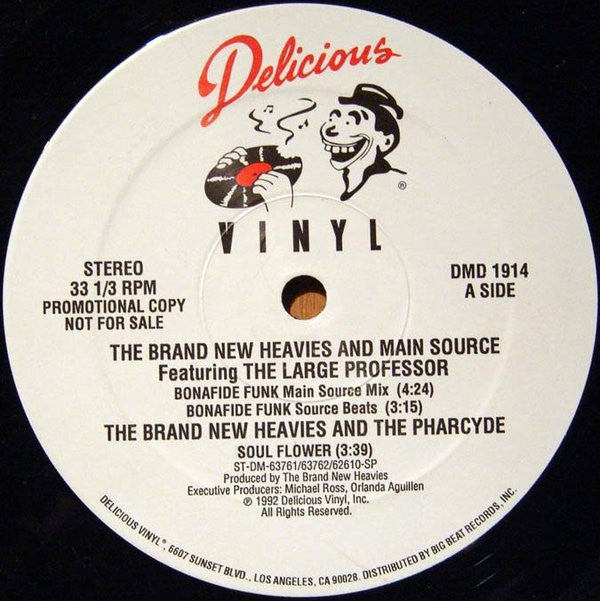 Delicious
VINYL
®
STEREO
33 1/3 RPM
PROMOTIONAL COPY
NOT FOR SALE
DMD 1914
A SIDE
THE BRAND NEW HEAVIES AND MAIN SOURCE
Featuring THE LARGE PROFESSOR
BONAFIDE FUNK Main Source Mix (4:24)
BONAFIDE FUNK Source Beats (3:15)
THE BRAND NEW HEAVIES AND THE PHARCYDE
SOUL FLOWER (3:39)
ST-DM-63761/63762/62610-SP
Produced by The Brand New Heavies
Executive Producers: Michael Ross, Orlanda Aguillen
℗ 1992 Delicious Vinyl, Inc.
All Rights Reserved.
DELICIOUS VINYL®, 6607 SUNSET BLVD., LOS ANGELES, CA 90028. DISTRIBUTED BY BIG BEAT RECORDS, INC.